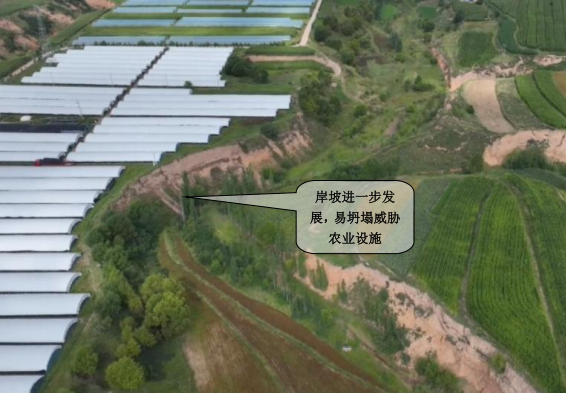 岸坡进一步发
展，易坍塌威胁
农业设施